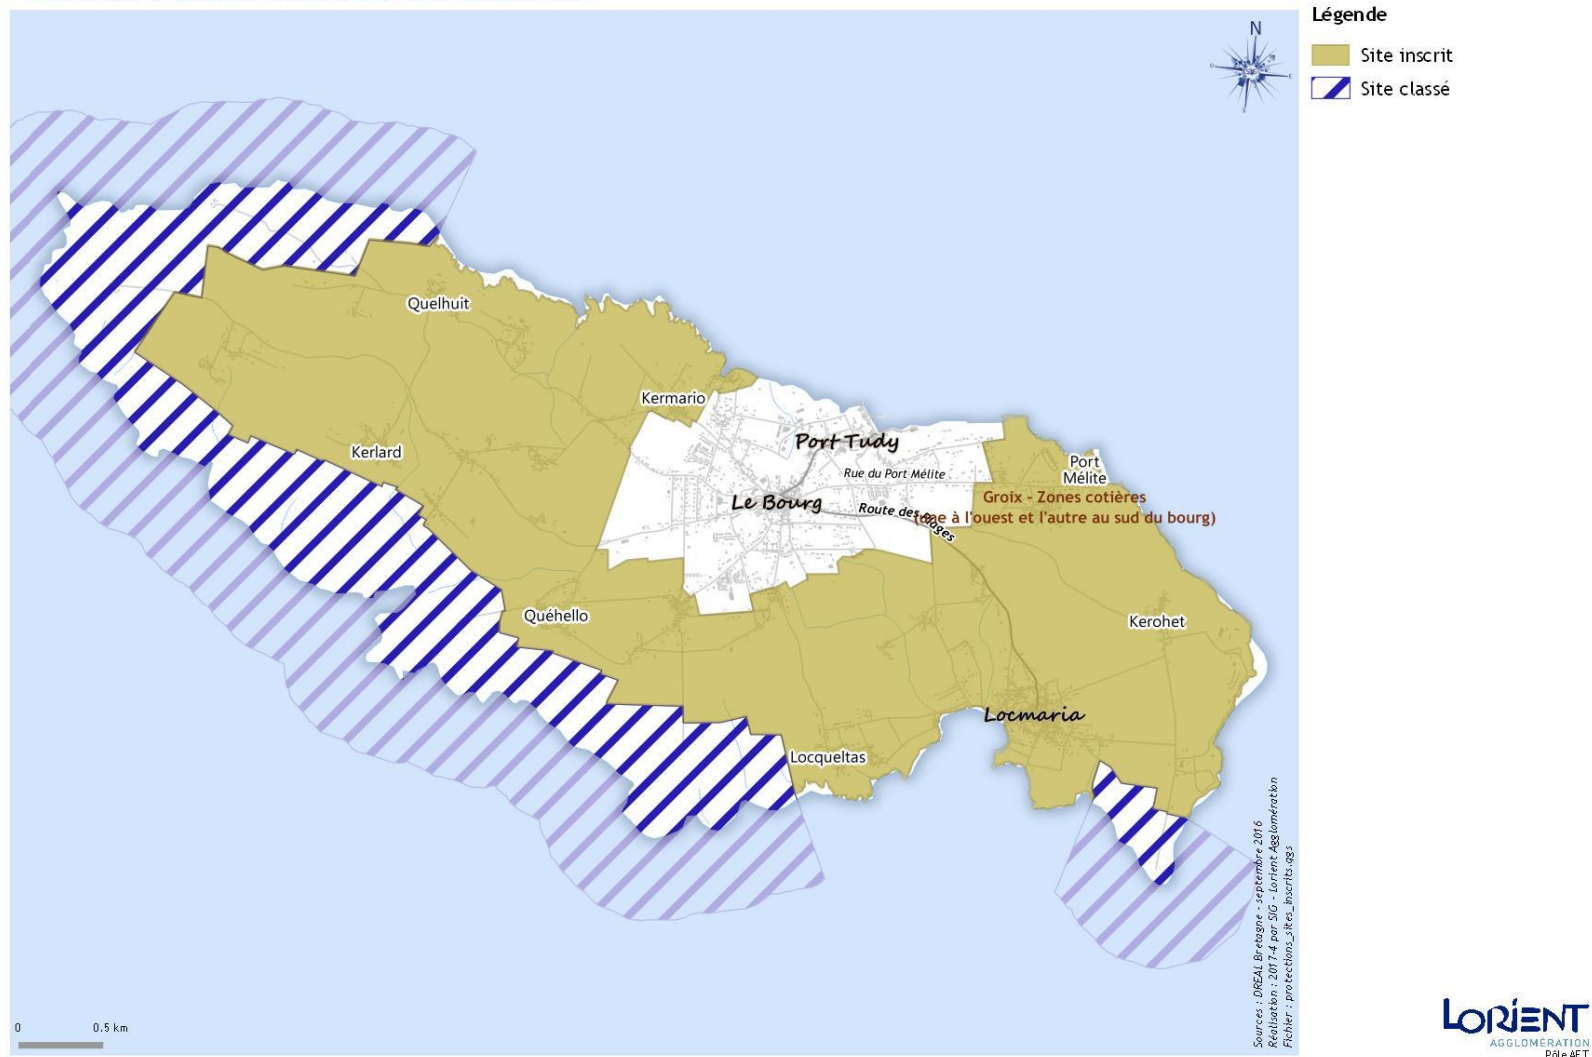 Légende
Site inscrit
Site classé
N
O
E
S
Quelhuit
Kermario
Kerlard
Port Tudy
Port
Mélite
Rue du Port Mélite
Le Bourg
Route des Plages
Groix - Zones cotières
(une à l'ouest et l'autre au sud du bourg)
Quéhello
Kerohet
Locmaria
Locqueltas
Sources : DREAL Bretagne - septembre 2016
Réalisation : 2017-4 par SIG - Lorient Agglomération
Fichier : protections_sites_inscrits.qgs
0 0.5 km
LORIENT
AGGLOMÉRATION
Pôle AET